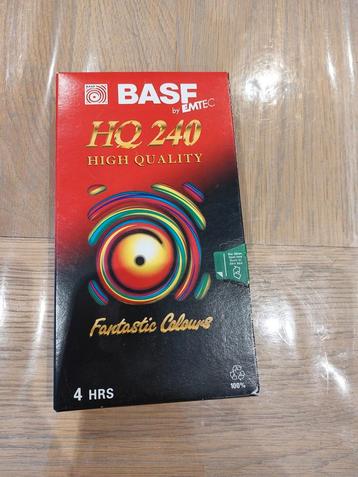 BASF
by EMTEC
HQ 240
HIGH QUALITY
Fantastic Colours
4 HRS
100%